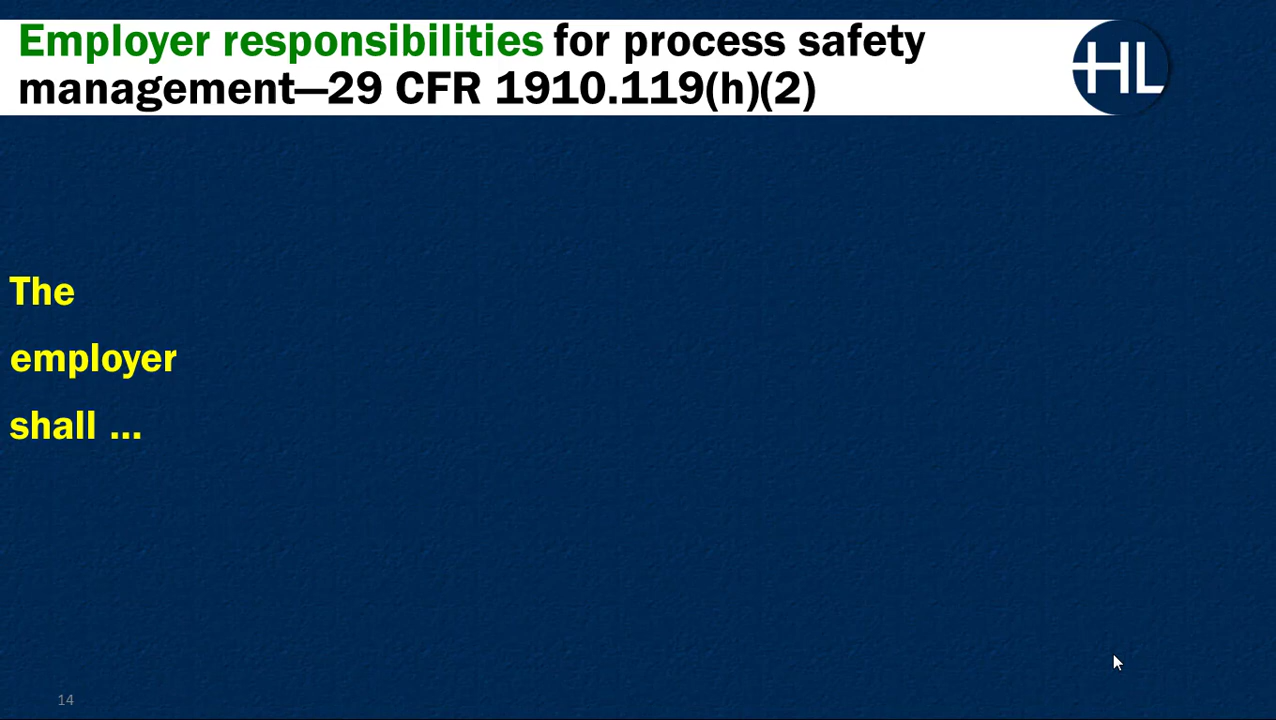 Employer responsibilities for process safety
management—29 CFR 1910.119(h)(2)
HL
The
employer
shall ...
14